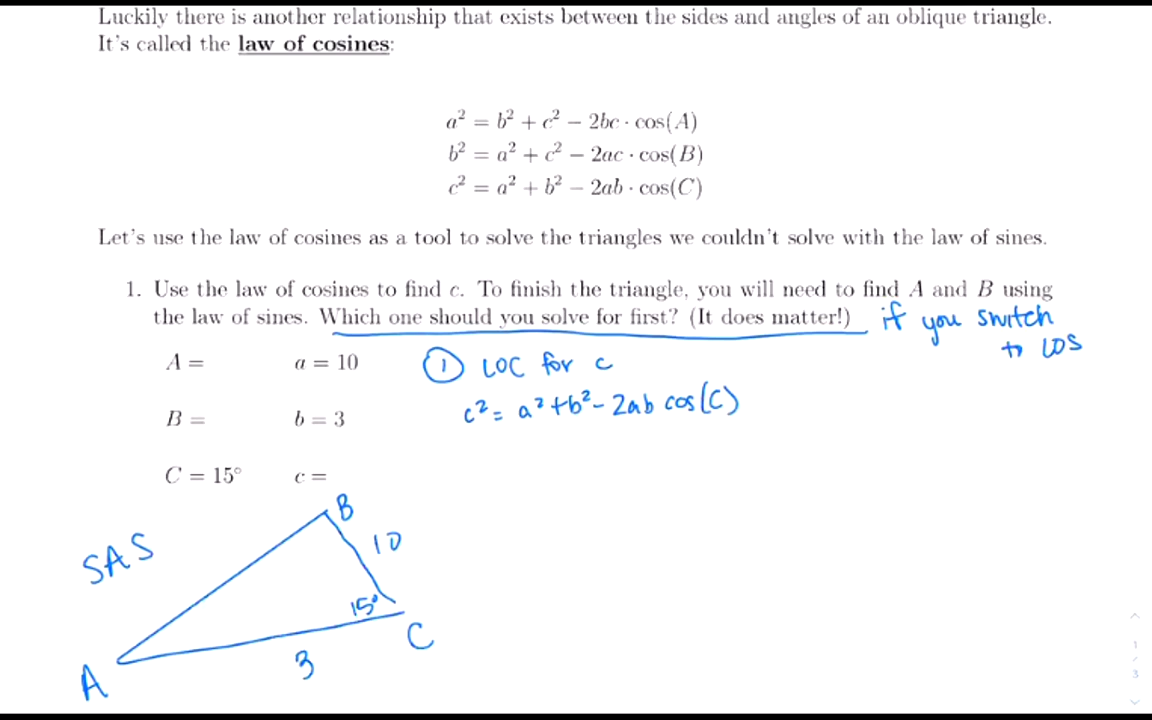 Luckily there is another relationship that exists between the sides and angles of an oblique triangle.
It's called the law of cosines:
a² = b² + c² − 2bc · cos(A)
b² = a² + c² − 2ac · cos(B)
c² = a² + b² − 2ab · cos(C)
Let's use the law of cosines as a tool to solve the triangles we couldn't solve with the law of sines.
1. Use the law of cosines to find c. To finish the triangle, you will need to find A and B using
the law of sines. Which one should you solve for first? (It does matter!) if you switch
to LOS
A = a = 10 ① LOC for c
c² = a² + b² - 2ab cos(C)
B = b = 3
C = 15° c =
SAS
B
10
15°
C
3
A
1
/
3